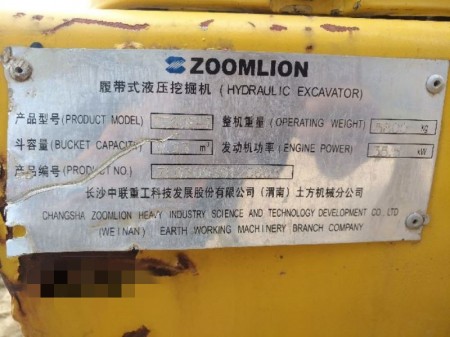 ZOOMLION
履带式液压挖掘机 (HYDRAULIC EXCAVATOR)
产品型号(PRODUCT MODEL) 整机重量(OPERATING WEIGHT) kg
斗容量(BUCKET CAPACITY) m³ 发动机功率(ENGINE POWER) kW
产品编号(PRODUCT NO)
长沙中联重工科技发展股份有限公司(渭南)土方机械分公司
CHANGSHA ZOOMLION HEAVY INDUSTRY SCIENCE AND TECHNOLOGY DEVELOPMENT CO. LTD
(WEINAN) EARTH WORKING MACHINERY BRANCH COMPANY